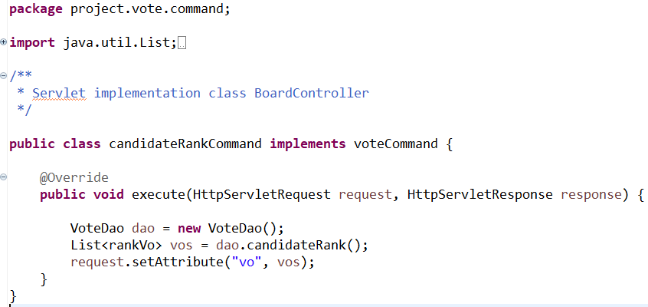 package project.vote.command;
import java.util.List;
/**
 * Servlet implementation class BoardController
 */
public class candidateRankCommand implements voteCommand {
@Override
public void execute(HttpServletRequest request, HttpServletResponse response) {
VoteDao dao = new VoteDao();
List<rankVo> vos = dao.candidateRank();
request.setAttribute("vo", vos);
}
}